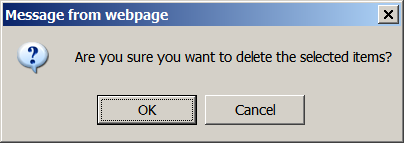 Message from webpage
Are you sure you want to delete the selected items?
OK
Cancel